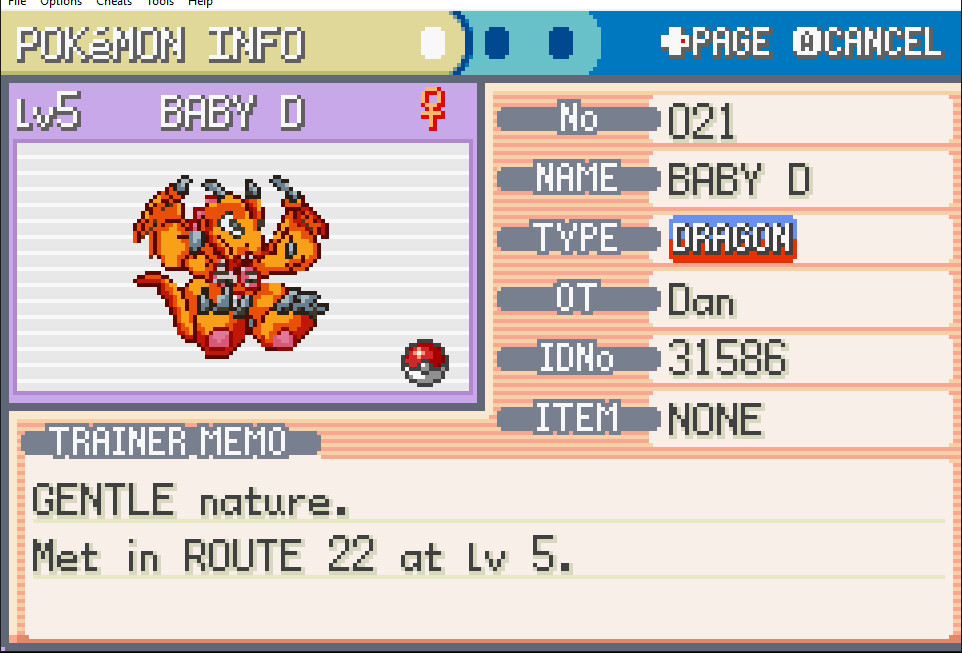 File Options Cheats Tools Help
POKéMON INFO PAGE A CANCEL
Lv5 BABY D ♀
No 021
NAME BABY D
TYPE DRAGON
OT Dan
IDNo 31586
ITEM NONE
TRAINER MEMO
GENTLE nature.
Met in ROUTE 22 at Lv 5.